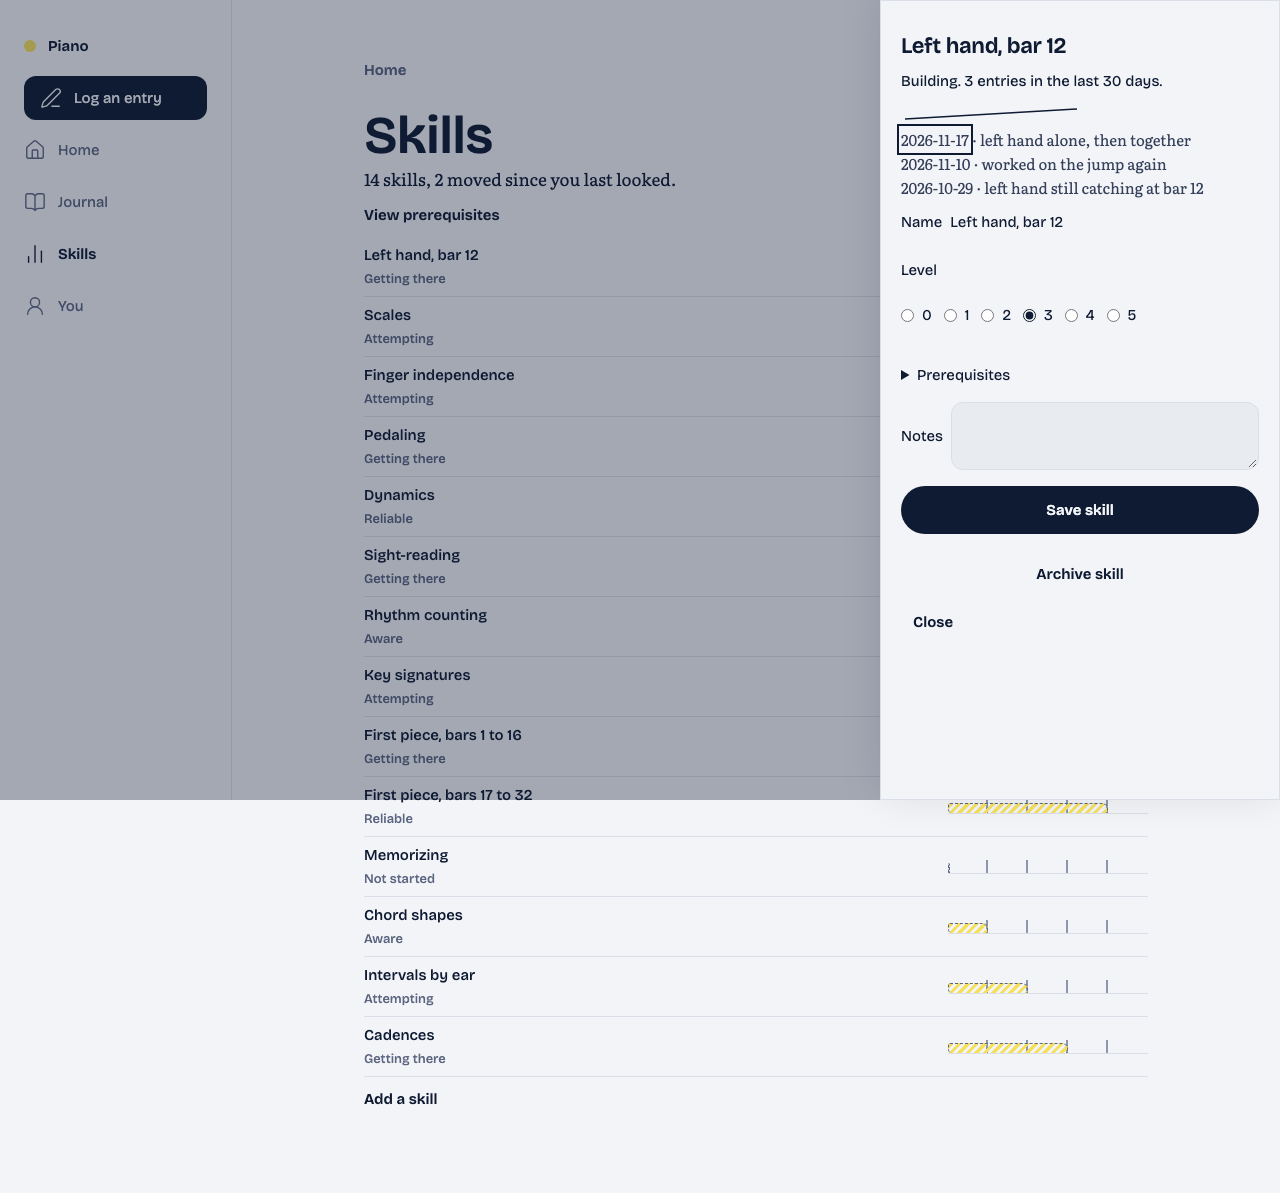 Piano
Log an entry
Home
Journal
Skills
You
Home
Skills
14 skills, 2 moved since you last looked.
View prerequisites
Left hand, bar 12
Getting there
Scales
Attempting
Finger independence
Attempting
Pedaling
Getting there
Dynamics
Reliable
Sight-reading
Getting there
Rhythm counting
Aware
Key signatures
Attempting
First piece, bars 1 to 16
Getting there
First piece, bars 17 to 32
Reliable
Memorizing
Not started
Chord shapes
Aware
Intervals by ear
Attempting
Cadences
Getting there
Add a skill
Left hand, bar 12
Building. 3 entries in the last 30 days.
2026-11-17 · left hand alone, then together
2026-11-10 · worked on the jump again
2026-10-29 · left hand still catching at bar 12
Name Left hand, bar 12
Level
0 1 2 3 4 5
Prerequisites
Notes
Save skill
Archive skill
Close